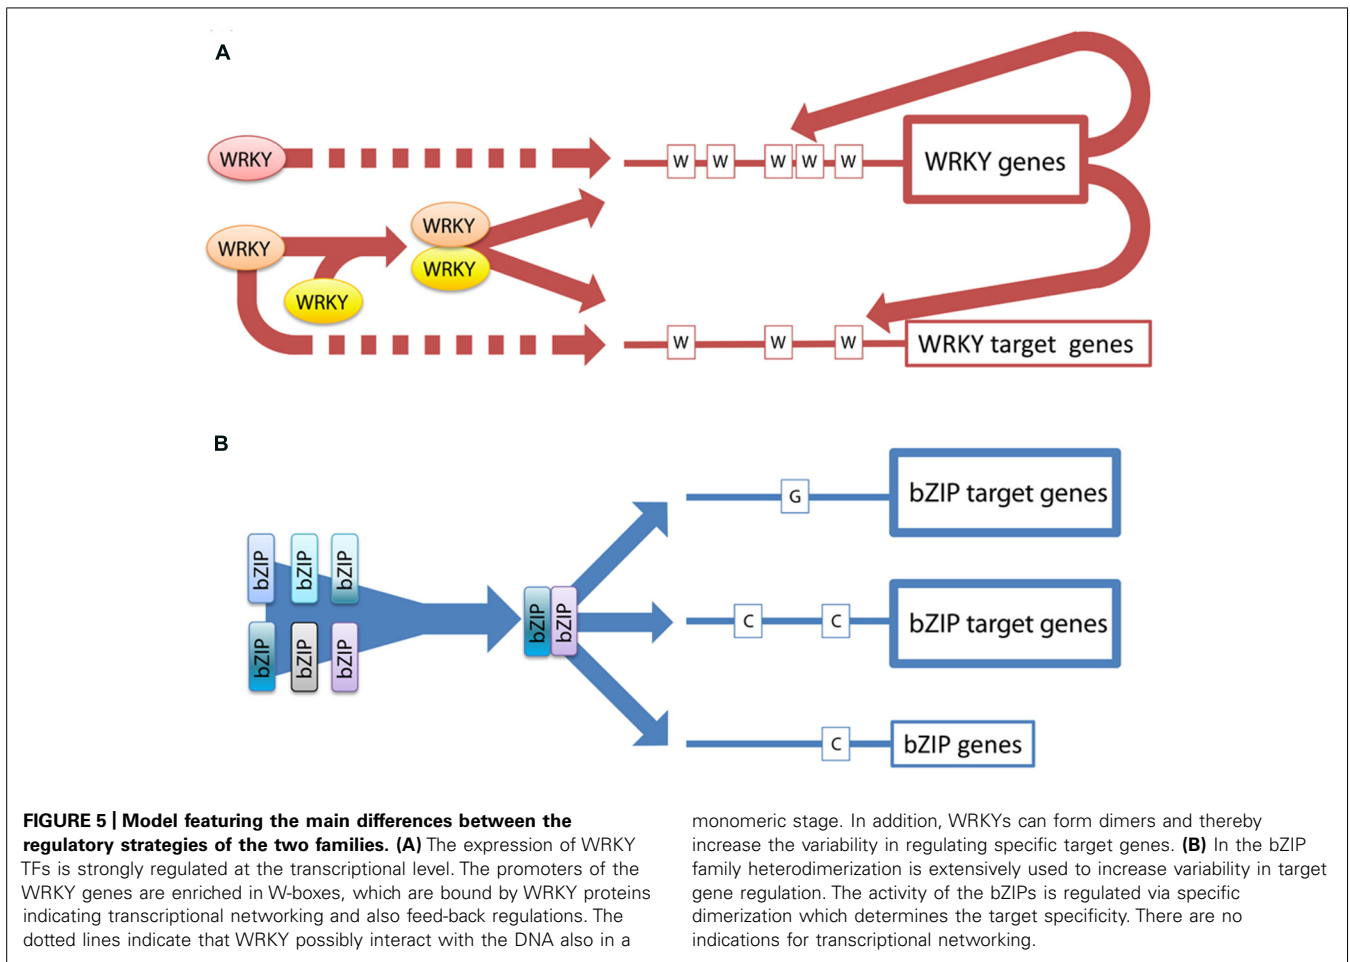 A
WRKY
W W W W W
WRKY genes
WRKY
WRKY
WRKY
WRKY
W W W
WRKY target genes
B
G
bZIP target genes
bZIP bZIP bZIP
bZIP bZIP
C C
bZIP target genes
bZIP bZIP bZIP
C
bZIP genes
FIGURE 5 | Model featuring the main differences between the
regulatory strategies of the two families. (A) The expression of WRKY
TFs is strongly regulated at the transcriptional level. The promoters of the
WRKY genes are enriched in W-boxes, which are bound by WRKY proteins
indicating transcriptional networking and also feed-back regulations. The
dotted lines indicate that WRKY possibly interact with the DNA also in a
monomeric stage. In addition, WRKYs can form dimers and thereby
increase the variability in regulating specific target genes. (B) In the bZIP
family heterodimerization is extensively used to increase variability in target
gene regulation. The activity of the bZIPs is regulated via specific
dimerization which determines the target specificity. There are no
indications for transcriptional networking.